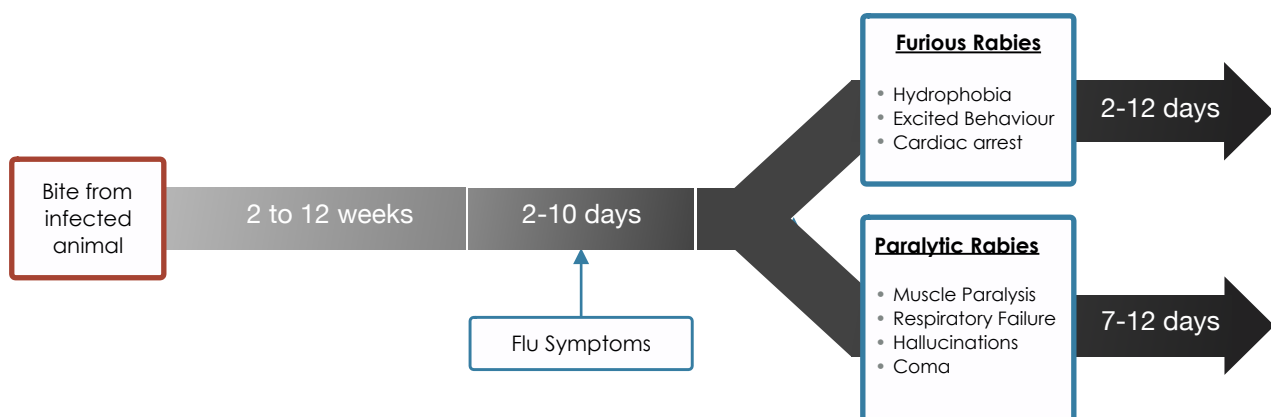 Bite from
infected
animal
2 to 12 weeks
2-10 days
Flu Symptoms
Furious Rabies
• Hydrophobia
• Excited Behaviour
• Cardiac arrest
2-12 days
Paralytic Rabies
• Muscle Paralysis
• Respiratory Failure
• Hallucinations
• Coma
7-12 days